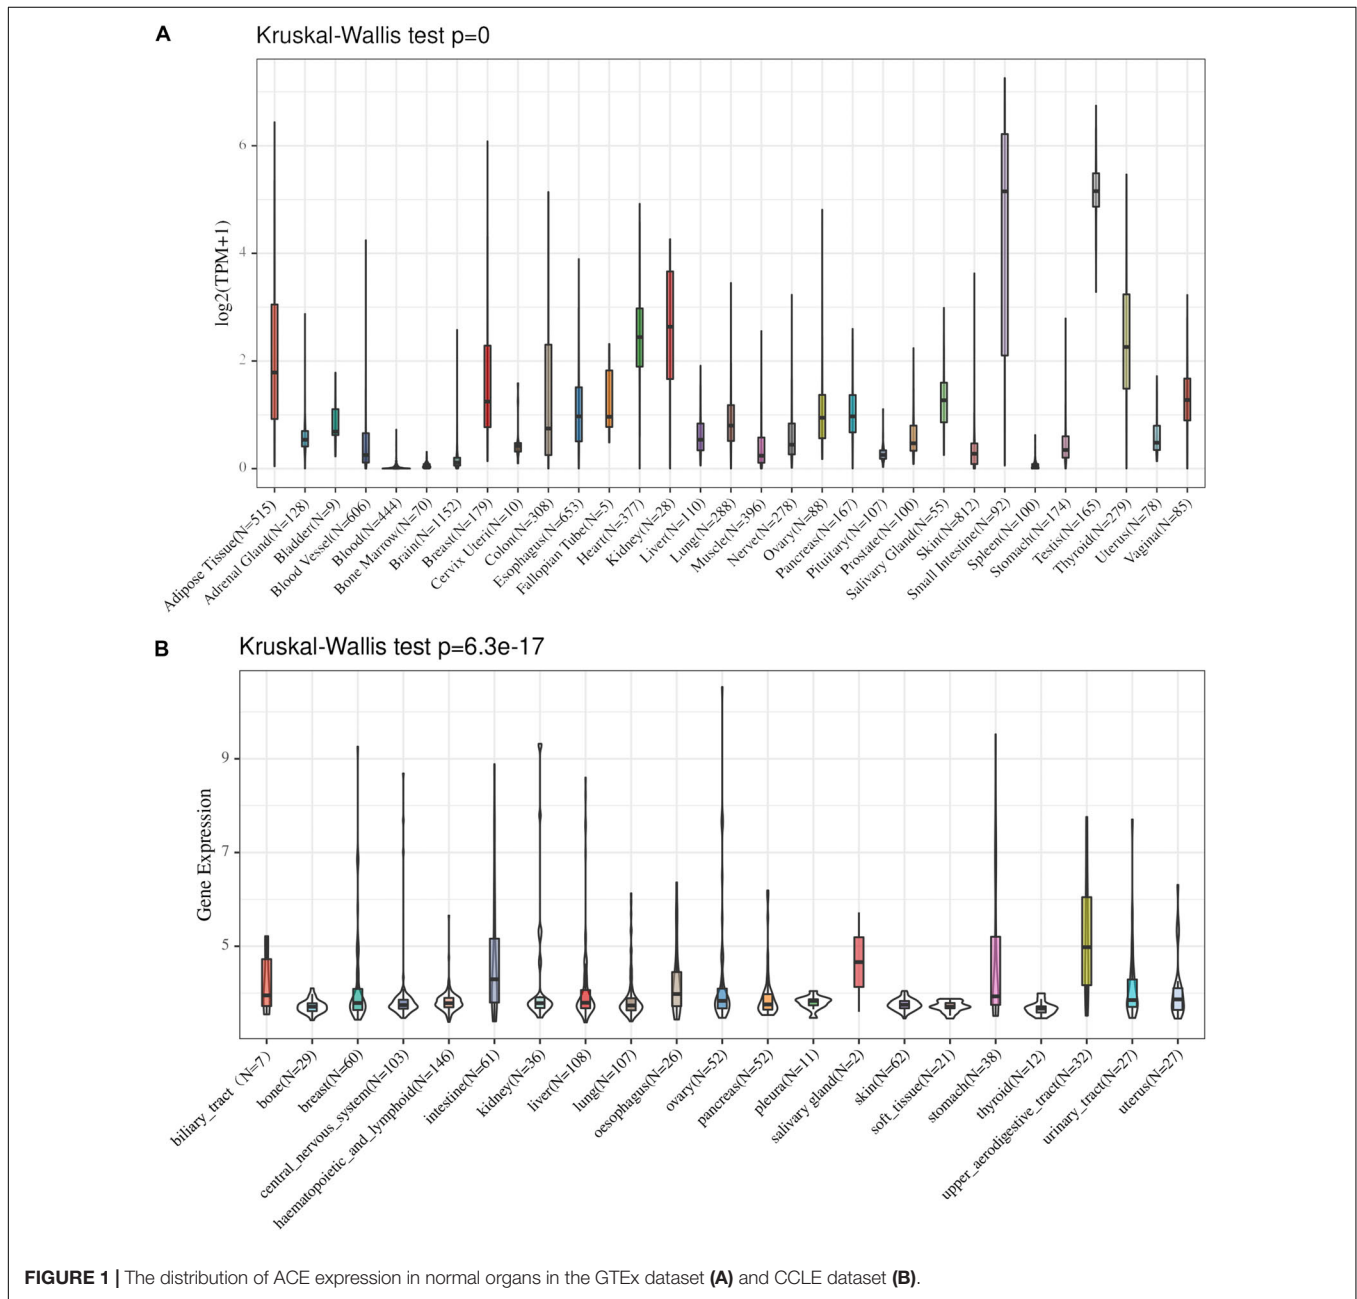 A
Kruskal-Wallis test p=0
log2(TPM+1)
6
4
2
0
Adipose Tissue(N=515)
Adrenal Gland(N=128)
Bladder(N=9)
Blood Vessel(N=606)
Blood(N=444)
Bone Marrow(N=70)
Brain(N=1152)
Breast(N=179)
Cervix Uteri(N=10)
Colon(N=308)
Esophagus(N=653)
Fallopian Tube(N=5)
Heart(N=377)
Kidney(N=28)
Liver(N=110)
Lung(N=288)
Muscle(N=396)
Nerve(N=278)
Ovary(N=88)
Pancreas(N=167)
Pituitary(N=107)
Prostate(N=100)
Salivary Gland(N=55)
Skin(N=812)
Small Intestine(N=92)
Spleen(N=100)
Stomach(N=174)
Testis(N=165)
Thyroid(N=279)
Uterus(N=78)
Vagina(N=85)
B
Kruskal-Wallis test p=6.3e-17
Gene Expression
9
7
5
biliary_tract (N=7)
bone(N=29)
breast(N=60)
central_nervous_system(N=103)
haematopoietic_and_lymphoid(N=146)
intestine(N=61)
kidney(N=36)
liver(N=108)
lung(N=107)
oesophagus(N=26)
ovary(N=52)
pancreas(N=52)
pleura(N=11)
salivary gland(N=2)
skin(N=62)
soft_tissue(N=21)
stomach(N=38)
thyroid(N=12)
upper_aerodigestive_tract(N=32)
urinary_tract(N=27)
uterus(N=27)
FIGURE 1 | The distribution of ACE expression in normal organs in the GTEx dataset (A) and CCLE dataset (B).